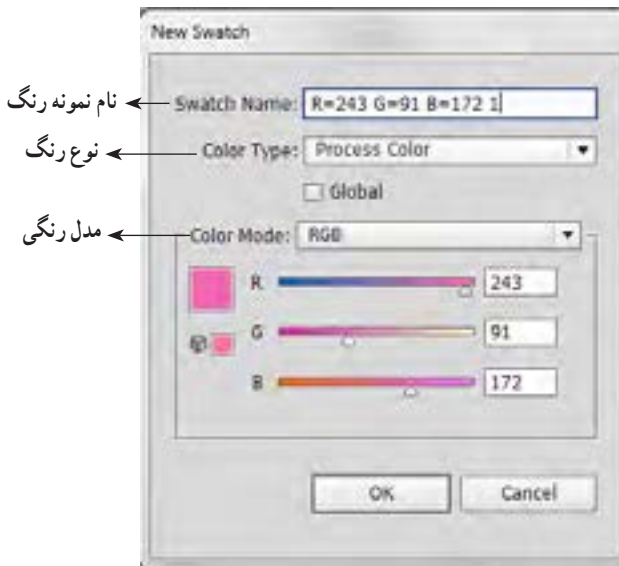 New Swatch
نام نمونه رنگ
Swatch Name: R=243 G=91 B=172 1
نوع رنگ
Color Type: Process Color
Global
مدل رنگی
Color Mode: RGB
R 243
G 91
B 172
OK Cancel